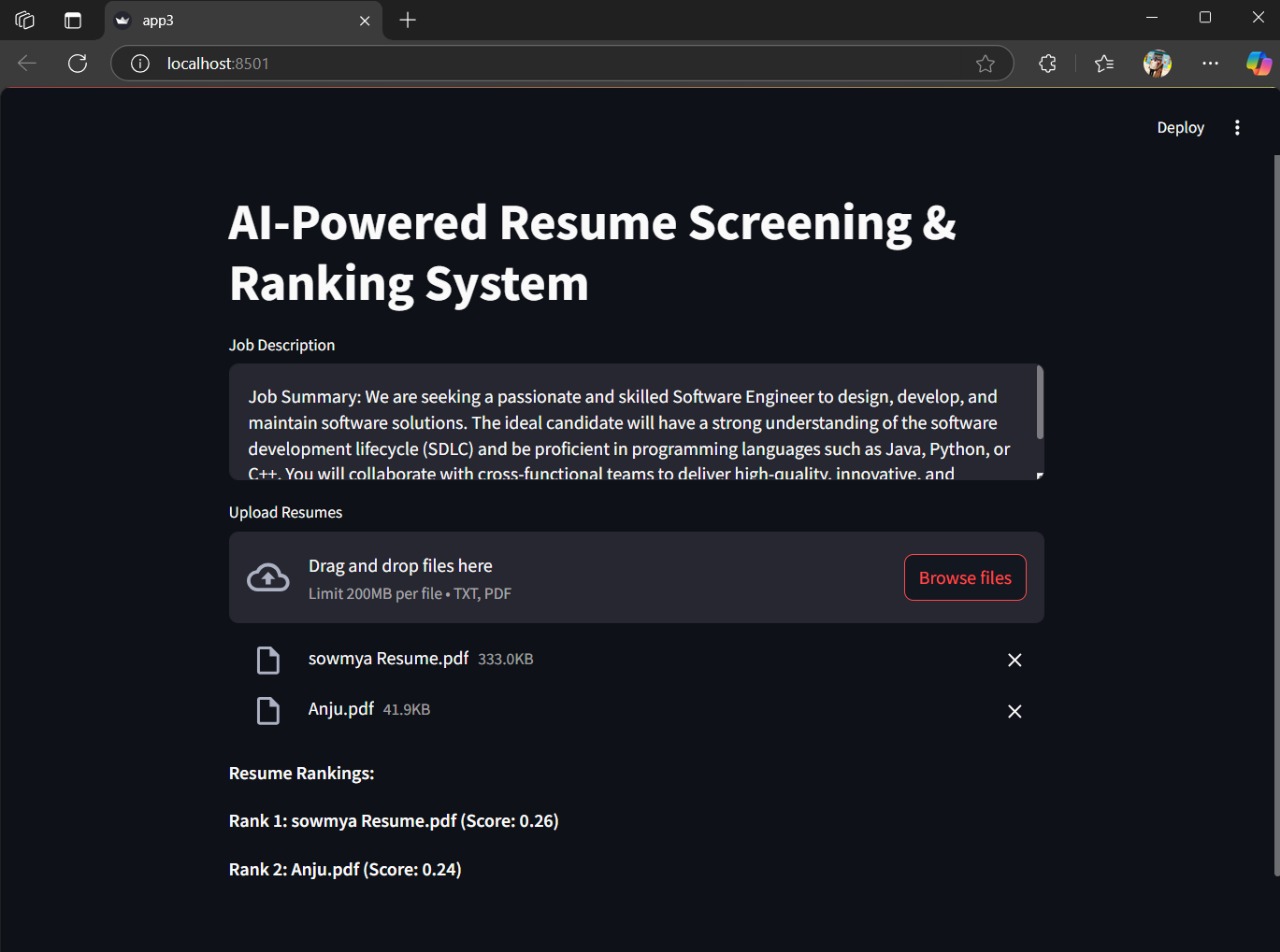 app3
localhost:8501
Deploy
AI-Powered Resume Screening &
Ranking System
Job Description
Job Summary: We are seeking a passionate and skilled Software Engineer to design, develop, and
maintain software solutions. The ideal candidate will have a strong understanding of the software
development lifecycle (SDLC) and be proficient in programming languages such as Java, Python, or
C++. You will collaborate with cross-functional teams to deliver high-quality, innovative, and
Upload Resumes
Drag and drop files here
Limit 200MB per file • TXT, PDF
Browse files
sowmya Resume.pdf 333.0KB
Anju.pdf 41.9KB
Resume Rankings:
Rank 1: sowmya Resume.pdf (Score: 0.26)
Rank 2: Anju.pdf (Score: 0.24)